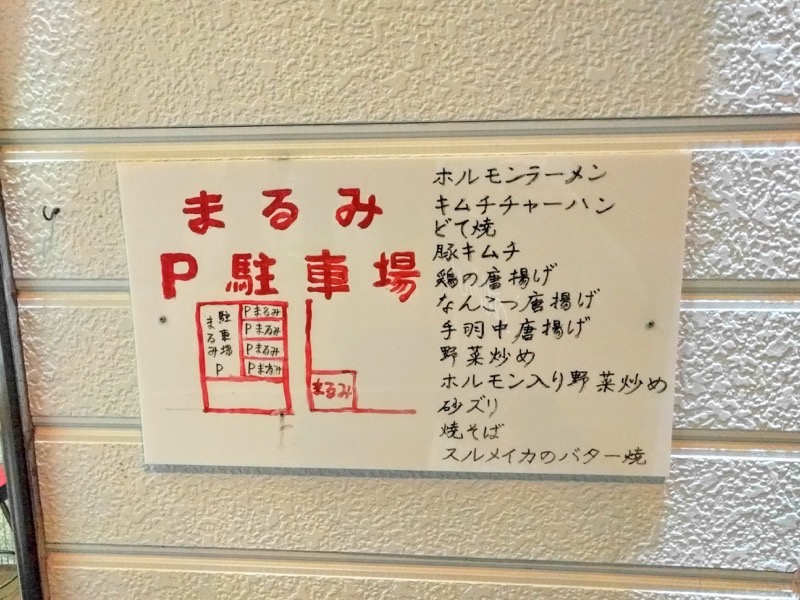 まるみ
P 駐車場
まるみ
駐車場
P
Pまるみ
Pまるみ
Pまるみ
Pまるみ
まるみ
ホルモンラーメン
キムチチャーハン
どて焼
豚キムチ
鶏の唐揚げ
なんこつ唐揚げ
手羽中唐揚げ
野菜炒め
ホルモン入り野菜炒め
砂ズリ
焼そば
スルメイカのバター焼